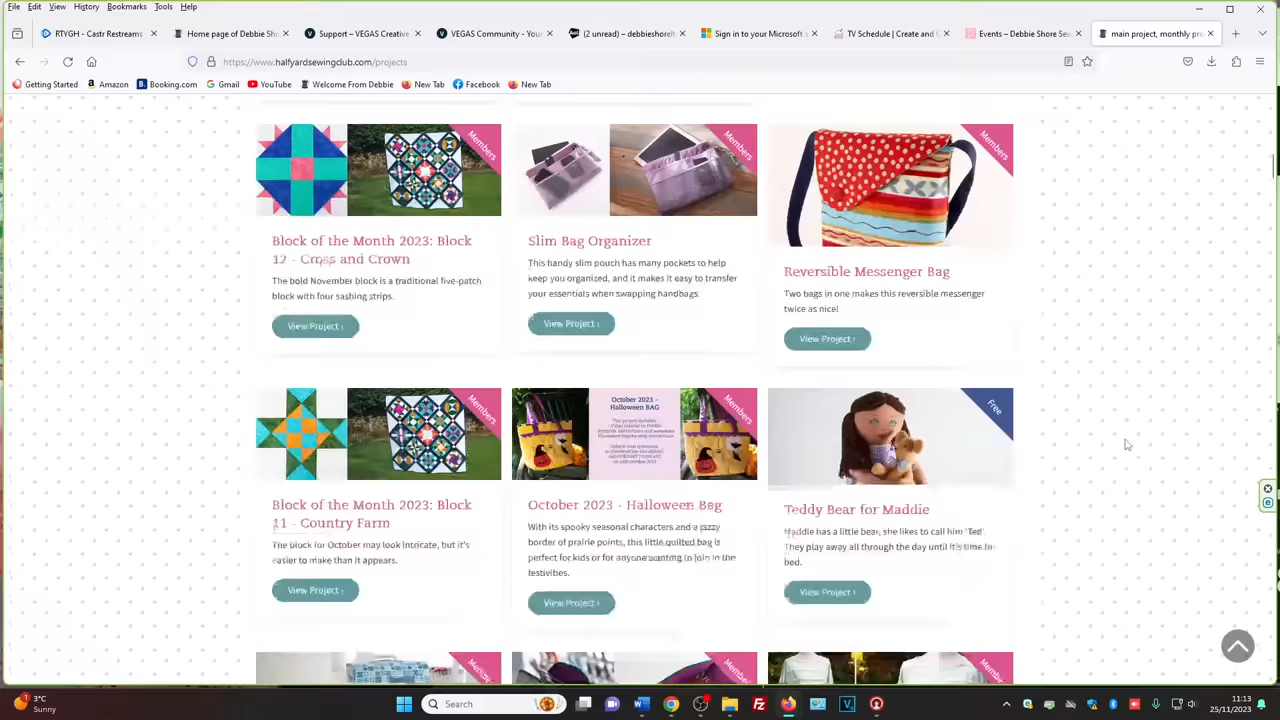 File Edit View History Bookmarks Tools Help
RTYGH - Castr Restreams
Home page of Debbie Sh
Support – VEGAS Creative
VEGAS Community - You
(2 unread) – debbieshore
Sign in to your Microsoft a
TV Schedule | Create and
Events – Debbie Shore Sew
main project, monthly pro
https://www.halfyardsewingclub.com/projects
Getting Started Amazon Booking.com Gmail YouTube Welcome From Debbie New Tab Facebook New Tab
Members
Members
Members
Block of the Month 2023: Block
12 - Cross and Crown
The bold November block is a traditional five-patch
block with four sashing strips.
View Project ›
Slim Bag Organizer
This handy slim pouch has many pockets to help
keep you organized, and it makes it easy to transfer
your essentials when swapping handbags.
View Project ›
Reversible Messenger Bag
Two bags in one makes this reversible messenger
twice as nice!
View Project ›
Members
October 2023 -
Halloween BAG
Members
Free
Block of the Month 2023: Block
11 - Country Farm
The block for October may look intricate, but it's
easier to make than it appears.
View Project ›
October 2023 - Halloween Bag
With its spooky seasonal characters and a jazzy
border of prairie points, this little quilted bag is
perfect for kids or for anyone wanting to join in the
festivities.
View Project ›
Teddy Bear for Maddie
Maddie has a little bear, she likes to call him 'Ted'.
They play away all through the day until it's time for
bed.
View Project ›
Members
Members
Members
3°C
Sunny
Search
11:13
25/11/2023